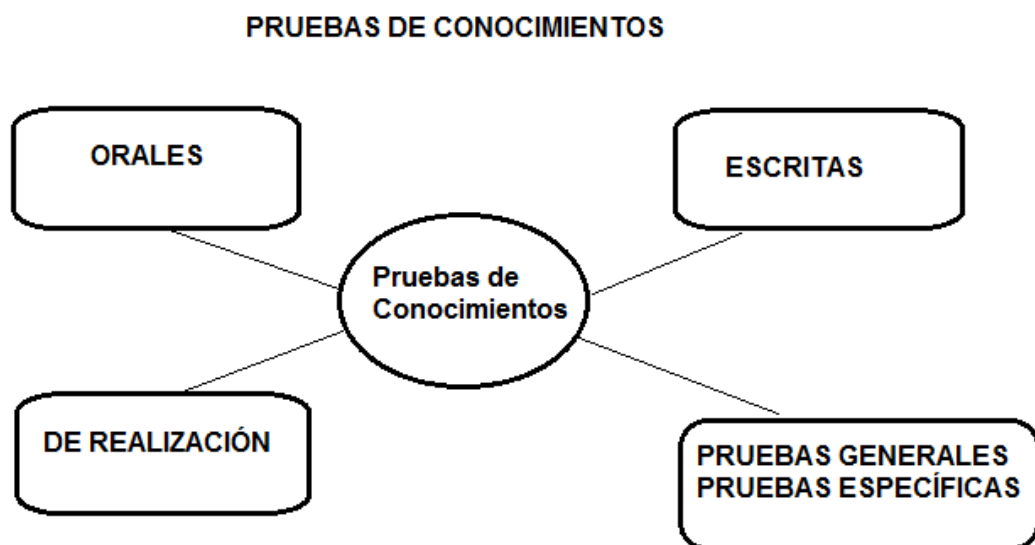 PRUEBAS DE CONOCIMIENTOS
ORALES
ESCRITAS
Pruebas de
Conocimientos
DE REALIZACIÓN
PRUEBAS GENERALES
PRUEBAS ESPECÍFICAS